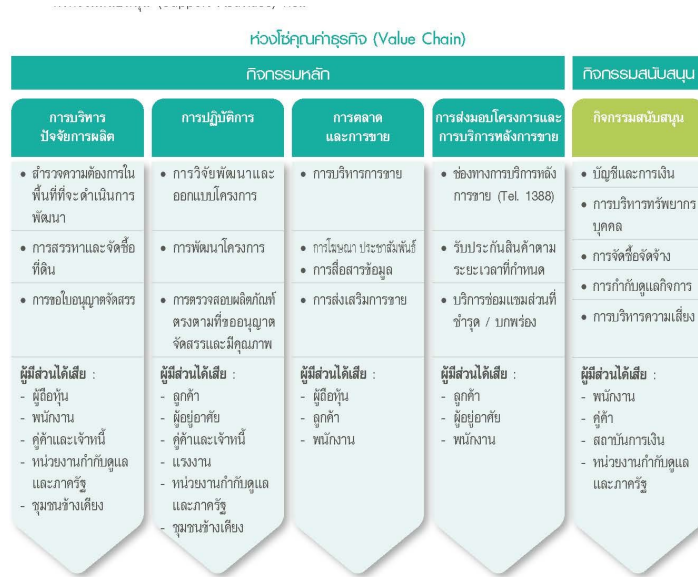 ห่วงโซ่คุณค่าธุรกิจ (Value Chain)
กิจกรรมหลัก
กิจกรรมสนับสนุน
การบริหาร
ปัจจัยการผลิต
• สำรวจความต้องการใน
พื้นที่ที่จะดำเนินการ
พัฒนา
• การสรรหาและจัดซื้อ
ที่ดิน
• การขอใบอนุญาตจัดสรร
ผู้มีส่วนได้เสีย :
- ผู้ถือหุ้น
- พนักงาน
- คู่ค้าและเจ้าหนี้
- หน่วยงานกำกับดูแล
และภาครัฐ
- ชุมชนข้างเคียง
การปฏิบัติการ
• การวิจัยพัฒนาและ
ออกแบบโครงการ
• การพัฒนาโครงการ
• การตรวจสอบผลิตภัณฑ์
ตรงตามที่ขออนุญาต
จัดสรรและมีคุณภาพ
ผู้มีส่วนได้เสีย :
- ลูกค้า
- ผู้อยู่อาศัย
- คู่ค้าและเจ้าหนี้
- แรงงาน
- หน่วยงานกำกับดูแล
และภาครัฐ
- ชุมชนข้างเคียง
การตลาด
และการขาย
• การบริหารการขาย
• การโฆษณา ประชาสัมพันธ์
• การสื่อสารข้อมูล
• การส่งเสริมการขาย
ผู้มีส่วนได้เสีย :
- ผู้ถือหุ้น
- ลูกค้า
- พนักงาน
การส่งมอบโครงการและ
การบริการหลังการขาย
• ช่องทางการบริการหลัง
การขาย (Tel. 1388)
• รับประกันสินค้าตาม
ระยะเวลาที่กำหนด
• บริการซ่อมแซมส่วนที่
ชำรุด / บกพร่อง
ผู้มีส่วนได้เสีย :
- ลูกค้า
- ผู้อยู่อาศัย
- พนักงาน
กิจกรรมสนับสนุน
• บัญชีและการเงิน
• การบริหารทรัพยากร
บุคคล
• การจัดซื้อจัดจ้าง
• การกำกับดูแลกิจการ
• การบริหารความเสี่ยง
ผู้มีส่วนได้เสีย :
- พนักงาน
- คู่ค้า
- สถาบันการเงิน
- หน่วยงานกำกับดูแล
และภาครัฐ